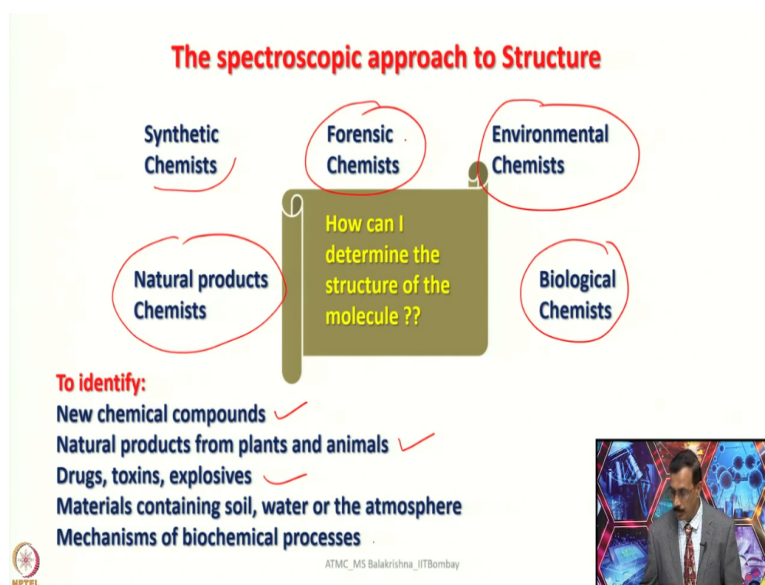 The spectroscopic approach to Structure
Synthetic
Chemists
Forensic
Chemists
Environmental
Chemists
How can I
determine the
structure of the
molecule ??
Natural products
Chemists
Biological
Chemists
To identify:
New chemical compounds
Natural products from plants and animals
Drugs, toxins, explosives
Materials containing soil, water or the atmosphere
Mechanisms of biochemical processes
ATMC_MS Balakrishna_IITBombay
NPTEL